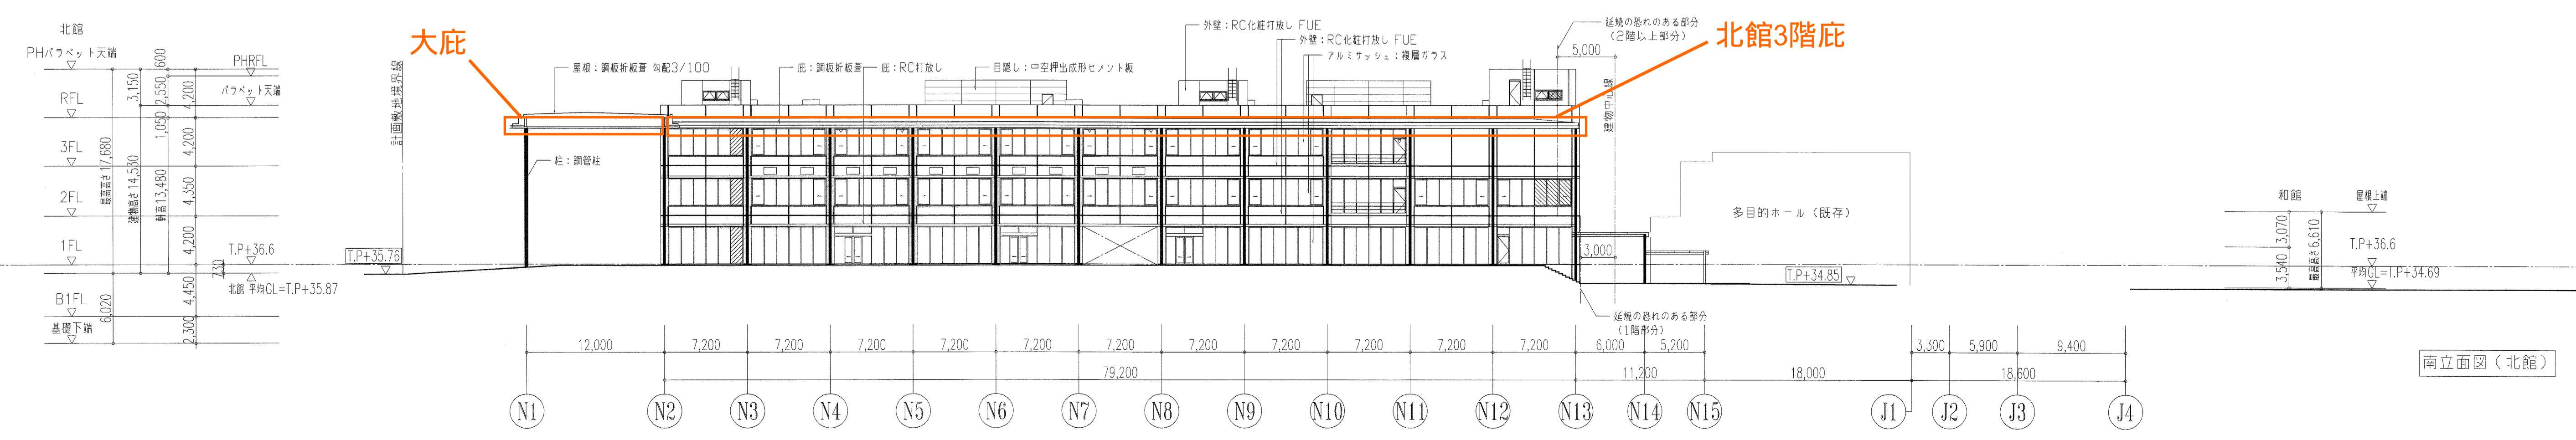 北館
PHパラペット天端
PHRFL
パラペット天端
RFL
3FL
2FL
1FL
B1FL
基礎下端
最高高さ17,680
6,020
3,150
建物高さ14,530
600
2,550
1,050
軒高13,480
730
4,200
4,200
4,350
4,200
4,450
2,300
T.P+36.6
北館 平均GL=T.P+35.87
T.P+35.76
計画敷地境界線
大庇
屋根:鋼板折板葺 勾配3/100
庇:鋼板折板葺
庇:RC打放し
目隠し:中空押出成形セメント板
外壁:RC化粧打放し FUE
外壁:RC化粧打放し FUE
アルミサッシュ:複層ガラス
延焼の恐れのある部分
(2階以上部分)
5,000
北館3階庇
建物中心線
柱:鋼管柱
多目的ホール(既存)
3,000
T.P+34.85
延焼の恐れのある部分
(1階部分)
和館
屋根上端
3,070
3,540
最高高さ6,610
T.P+36.6
平均GL=T.P+34.69
12,000
7,200
7,200
7,200
7,200
7,200
7,200
7,200
7,200
7,200
7,200
7,200
6,000
5,200
3,300
5,900
9,400
79,200
11,200
18,000
18,600
N1
N2
N3
N4
N5
N6
N7
N8
N9
N10
N11
N12
N13
N14
N15
J1
J2
J3
J4
南立面図(北館)